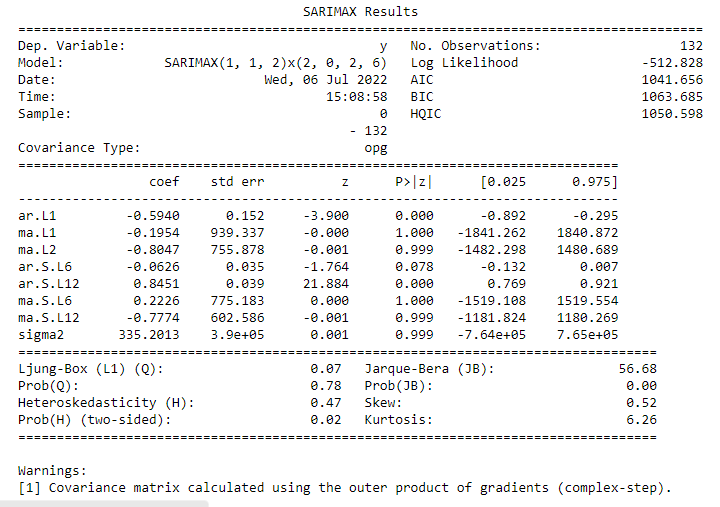 SARIMAX Results
==============================================================================
Dep. Variable: y No. Observations: 132
Model: SARIMAX(1, 1, 2)x(2, 0, 2, 6) Log Likelihood -512.828
Date: Wed, 06 Jul 2022 AIC 1041.656
Time: 15:08:58 BIC 1063.685
Sample: 0 HQIC 1050.598
- 132
Covariance Type: opg
==============================================================================
coef std err z P>|z| [0.025 0.975]
------------------------------------------------------------------------------
ar.L1 -0.5940 0.152 -3.900 0.000 -0.892 -0.295
ma.L1 -0.1954 939.337 -0.000 1.000 -1841.262 1840.872
ma.L2 -0.8047 755.878 -0.001 0.999 -1482.298 1480.689
ar.S.L6 -0.0626 0.035 -1.764 0.078 -0.132 0.007
ar.S.L12 0.8451 0.039 21.884 0.000 0.769 0.921
ma.S.L6 0.2226 775.183 0.000 1.000 -1519.108 1519.554
ma.S.L12 -0.7774 602.586 -0.001 0.999 -1181.824 1180.269
sigma2 335.2013 3.9e+05 0.001 0.999 -7.64e+05 7.65e+05
==============================================================================
Ljung-Box (L1) (Q): 0.07 Jarque-Bera (JB): 56.68
Prob(Q): 0.78 Prob(JB): 0.00
Heteroskedasticity (H): 0.47 Skew: 0.52
Prob(H) (two-sided): 0.02 Kurtosis: 6.26
==============================================================================
Warnings:
[1] Covariance matrix calculated using the outer product of gradients (complex-step).